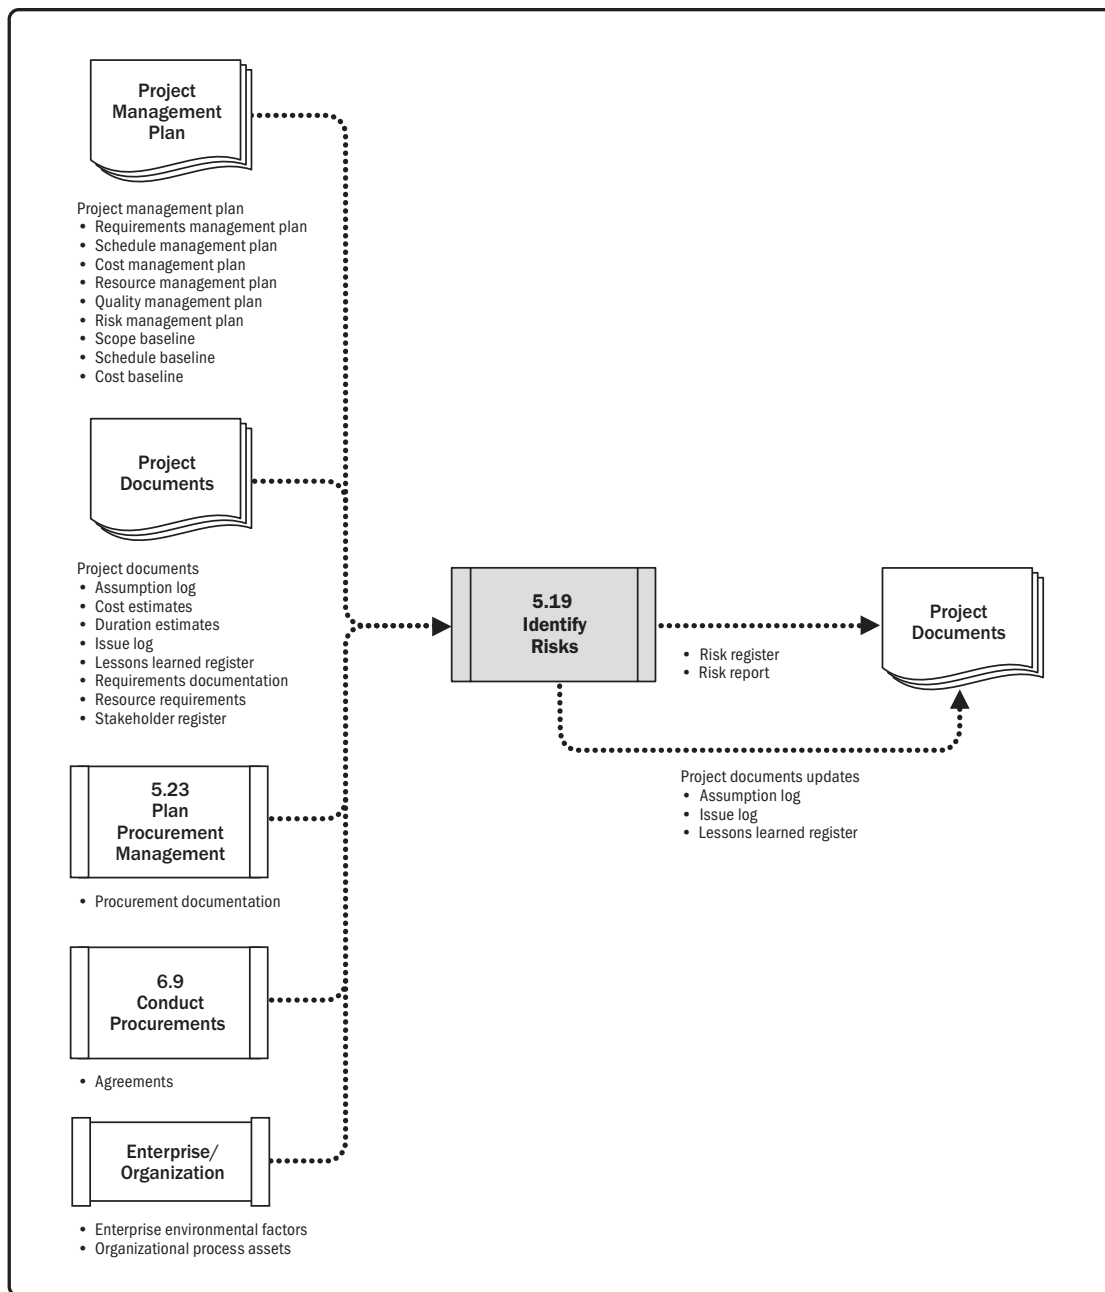 Project
Management
Plan
Project management plan
• Requirements management plan
• Schedule management plan
• Cost management plan
• Resource management plan
• Quality management plan
• Risk management plan
• Scope baseline
• Schedule baseline
• Cost baseline
Project
Documents
Project documents
• Assumption log
• Cost estimates
• Duration estimates
• Issue log
• Lessons learned register
• Requirements documentation
• Resource requirements
• Stakeholder register
5.23
Plan
Procurement
Management
• Procurement documentation
6.9
Conduct
Procurements
• Agreements
Enterprise/
Organization
• Enterprise environmental factors
• Organizational process assets
5.19
Identify
Risks
• Risk register
• Risk report
Project
Documents
Project documents updates
• Assumption log
• Issue log
• Lessons learned register